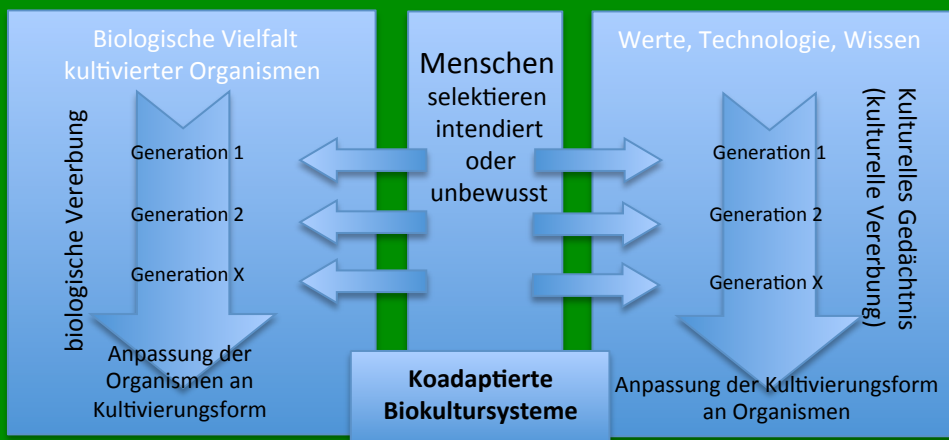 Biologische Vielfalt
kultivierter Organismen
biologische Vererbung
Generation 1
Generation 2
Generation X
Anpassung der
Organismen an
Kultivierungsform
Menschen
selektieren
intendiert
oder
unbewusst
Koadaptierte
Biokultursysteme
Werte, Technologie, Wissen
Generation 1
Generation 2
Generation X
Kulturelles Gedächtnis
(kulturelle Vererbung)
Anpassung der Kultivierungsform
an Organismen